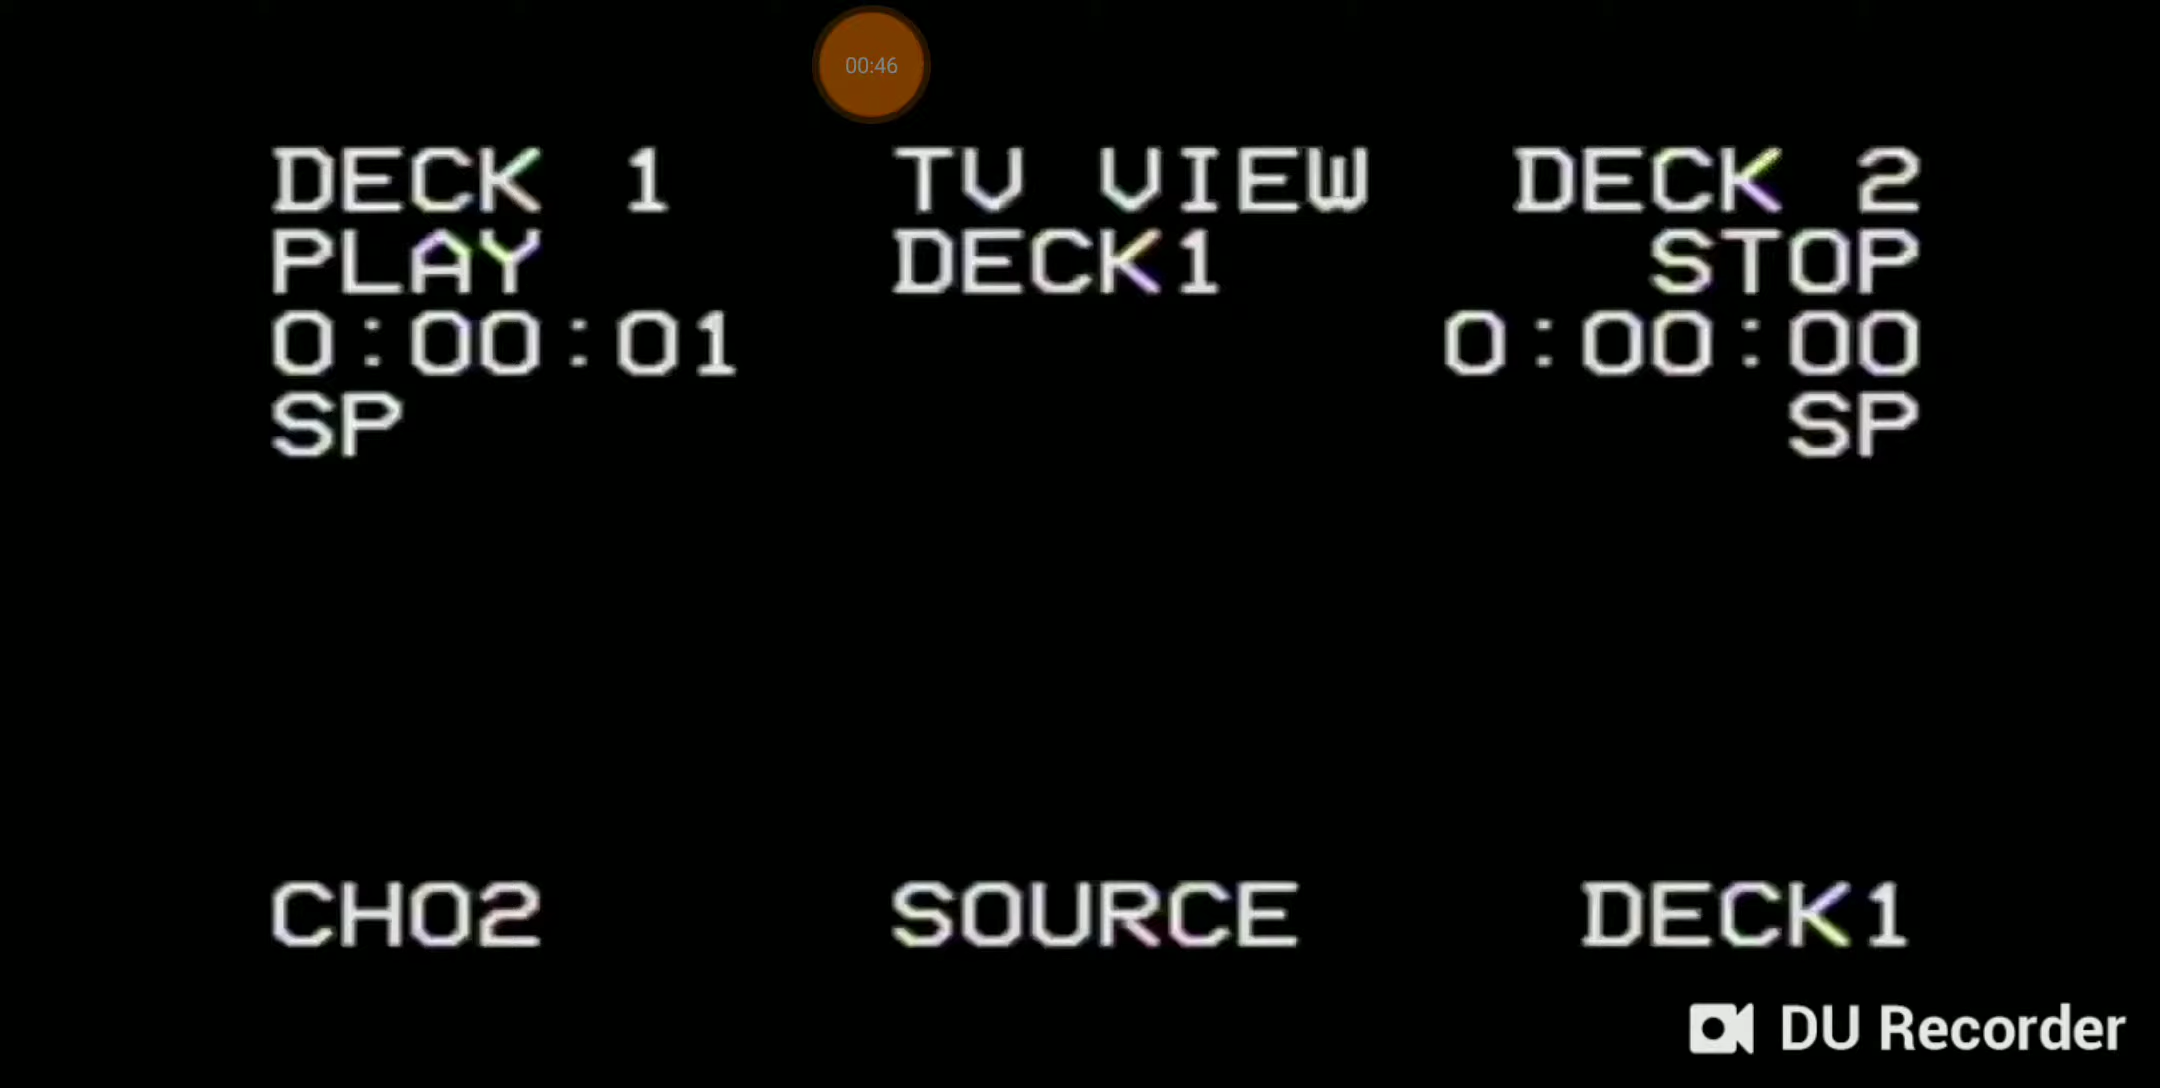 00:46
DECK 1 TV VIEW DECK 2
PLAY DECK1 STOP
0:00:01 0:00:00
SP SP
CH02 SOURCE DECK1
DU Recorder